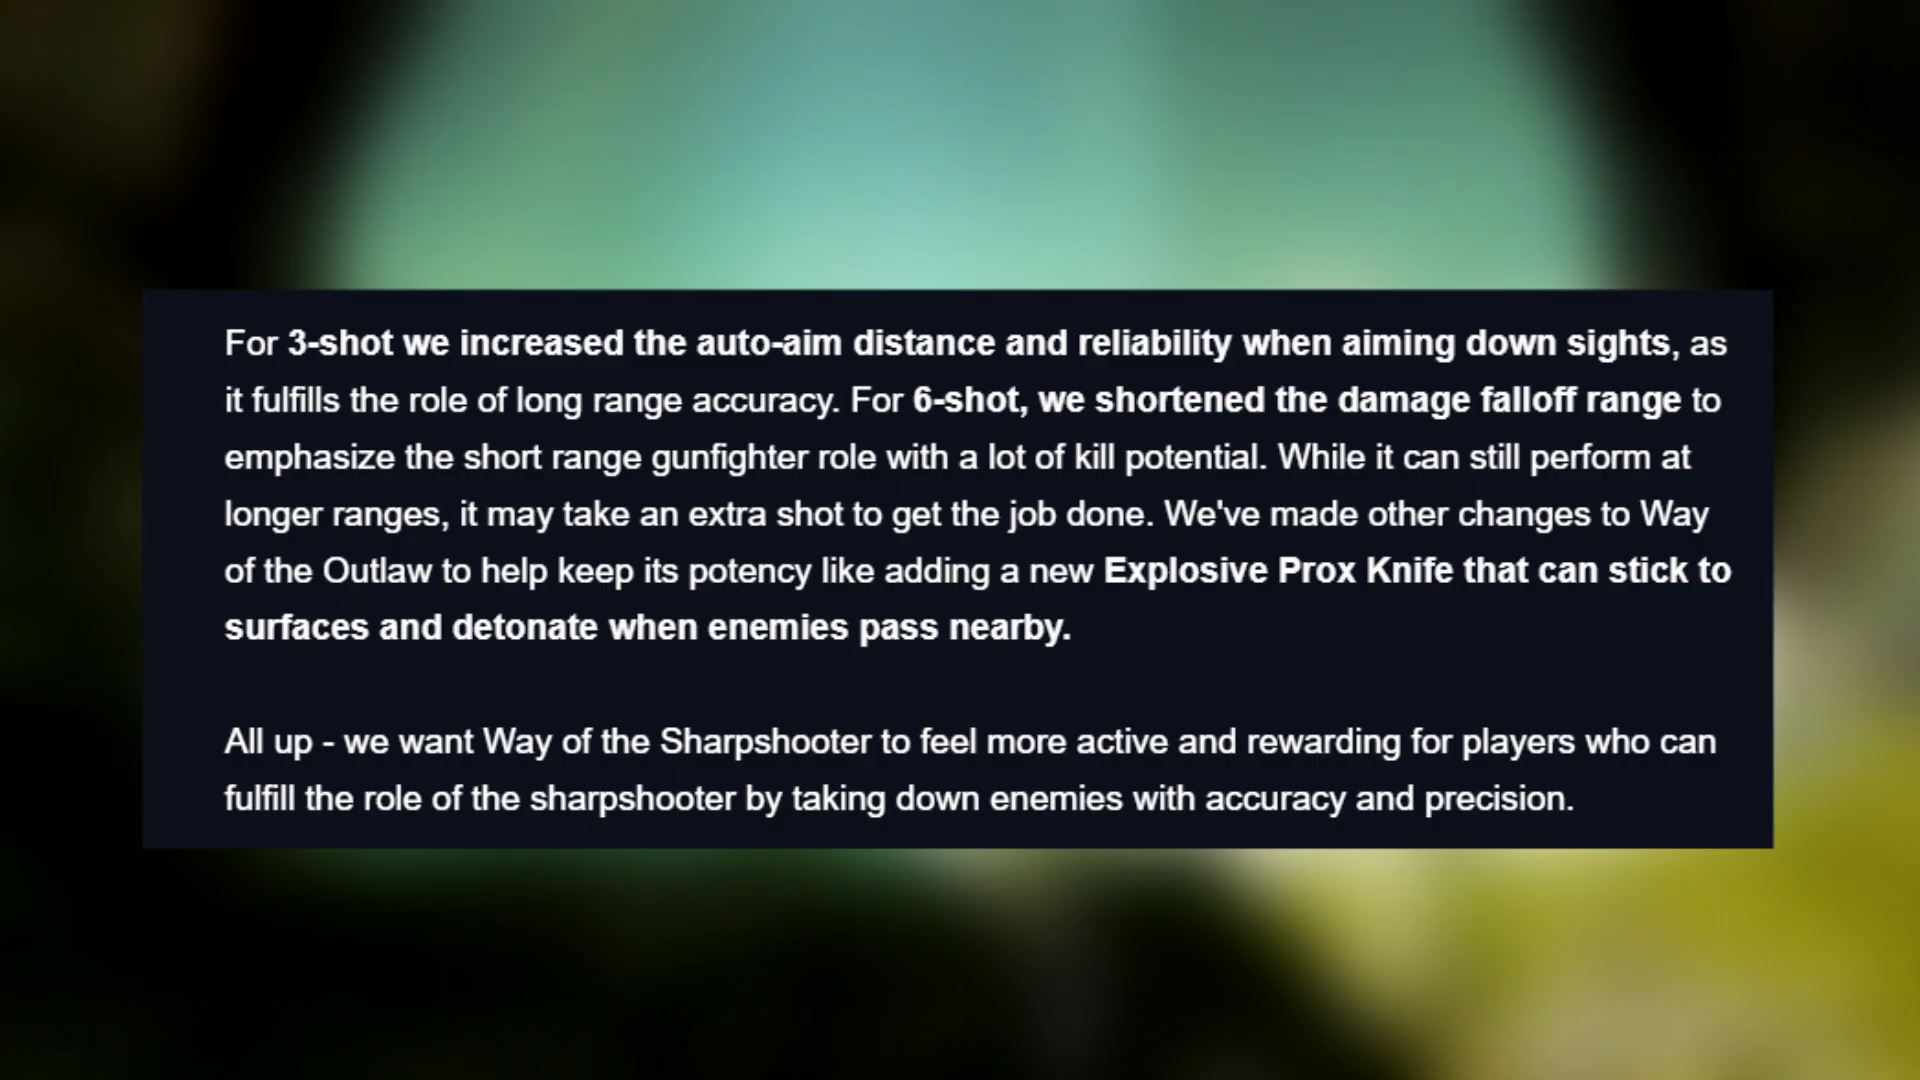 For 3-shot we increased the auto-aim distance and reliability when aiming down sights, as
it fulfills the role of long range accuracy. For 6-shot, we shortened the damage falloff range to
emphasize the short range gunfighter role with a lot of kill potential. While it can still perform at
longer ranges, it may take an extra shot to get the job done. We've made other changes to Way
of the Outlaw to help keep its potency like adding a new Explosive Prox Knife that can stick to
surfaces and detonate when enemies pass nearby.
All up - we want Way of the Sharpshooter to feel more active and rewarding for players who can
fulfill the role of the sharpshooter by taking down enemies with accuracy and precision.